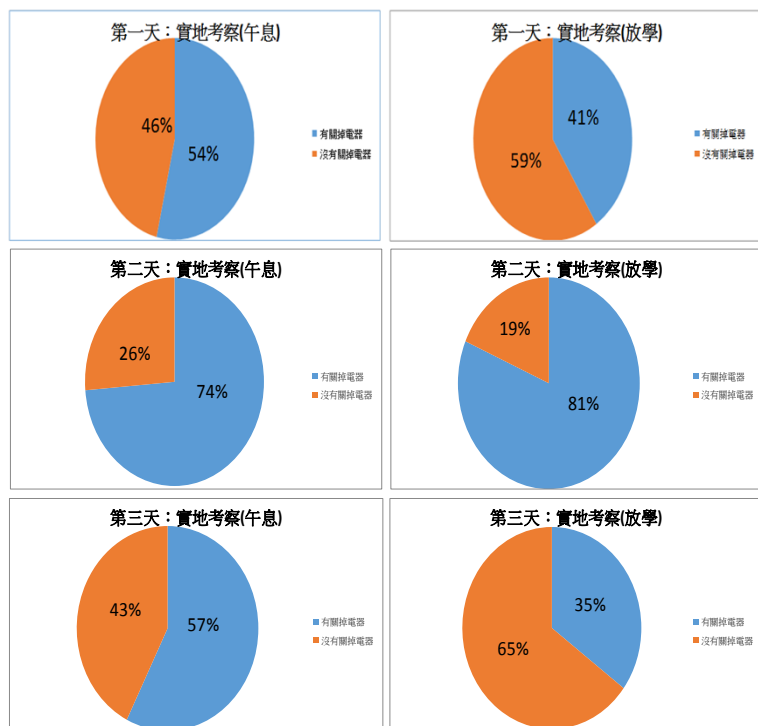 第一天：實地考察(午息)
46%
54%
有關掉電器
沒有關掉電器
第一天：實地考察(放學)
41%
59%
有關掉電器
沒有關掉電器
第二天：實地考察(午息)
26%
74%
有關掉電器
沒有關掉電器
第二天：實地考察(放學)
19%
81%
有關掉電器
沒有關掉電器
第三天：實地考察(午息)
43%
57%
有關掉電器
沒有關掉電器
第三天：實地考察(放學)
35%
65%
有關掉電器
沒有關掉電器